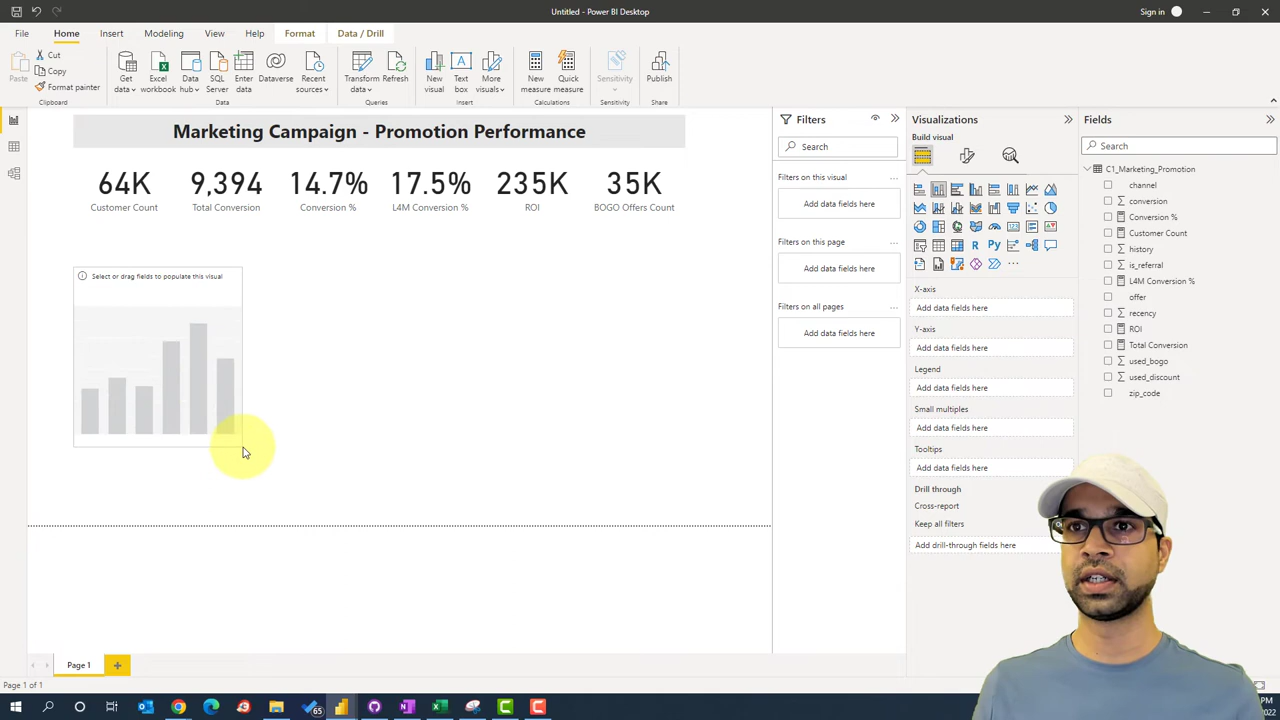 Untitled - Power BI Desktop
Sign in
File Home Insert Modeling View Help Format Data / Drill
Paste
Cut
Copy
Format painter
Clipboard
Get data
Excel workbook
Data hub
SQL Server
Enter data
Dataverse
Recent sources
Data
Transform data
Refresh
Queries
New visual
Text box
More visuals
Insert
New measure
Quick measure
Calculations
Sensitivity
Sensitivity
Publish
Share
Marketing Campaign - Promotion Performance
64K 9,394 14.7% 17.5% 235K 35K
Customer Count Total Conversion Conversion % L4M Conversion % ROI BOGO Offers Count
Select or drag fields to populate this visual
Filters
Search
Filters on this visual ...
Add data fields here
Filters on this page ...
Add data fields here
Filters on all pages ...
Add data fields here
Visualizations
Build visual
R Py
...
X-axis
Add data fields here
Y-axis
Add data fields here
Legend
Add data fields here
Small multiples
Add data fields here
Tooltips
Add data fields here
Drill through
Cross-report
Keep all filters
Add drill-through fields here
Fields
Search
C1_Marketing_Promotion
channel
conversion
Conversion %
Customer Count
history
is_referral
L4M Conversion %
offer
recency
ROI
Total Conversion
used_bogo
used_discount
zip_code
Page 1
Page 1 of 1
65
PM
2022